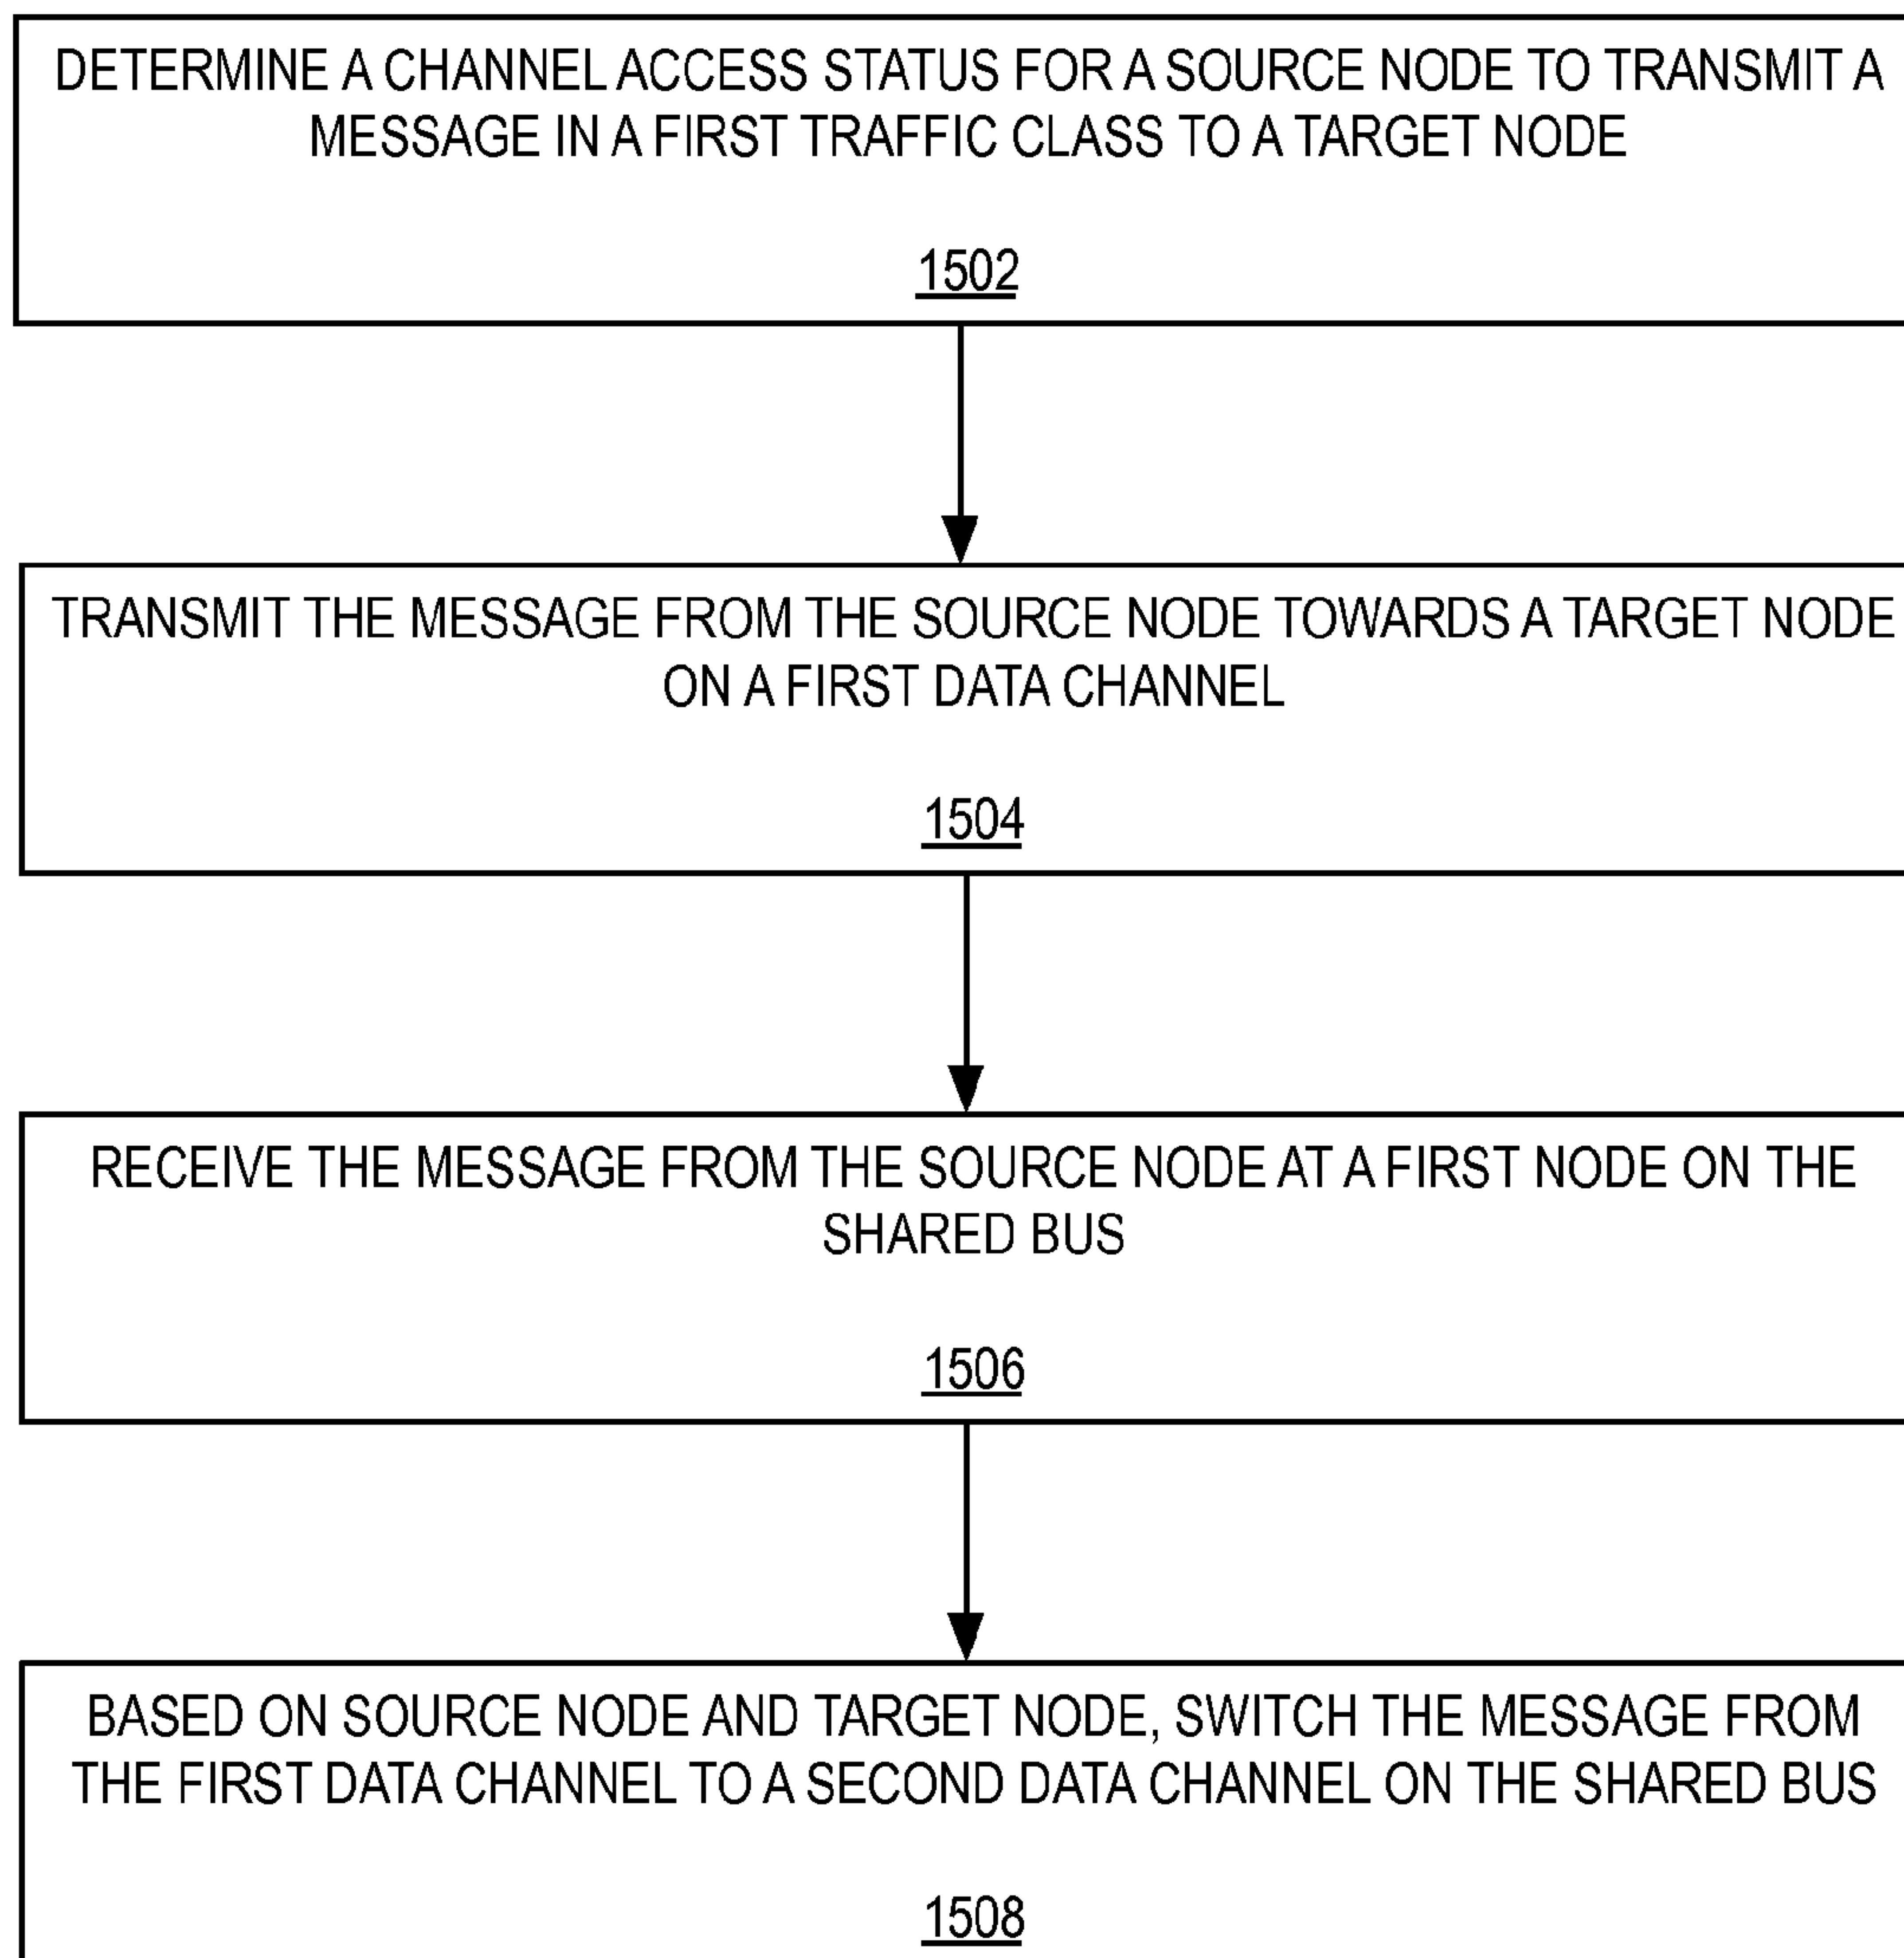 DETERMINE A CHANNEL ACCESS STATUS FOR A SOURCE NODE TO TRANSMIT A
MESSAGE IN A FIRST TRAFFIC CLASS TO A TARGET NODE
1502
TRANSMIT THE MESSAGE FROM THE SOURCE NODE TOWARDS A TARGET NODE
ON A FIRST DATA CHANNEL
1504
RECEIVE THE MESSAGE FROM THE SOURCE NODE AT A FIRST NODE ON THE
SHARED BUS
1506
BASED ON SOURCE NODE AND TARGET NODE, SWITCH THE MESSAGE FROM
THE FIRST DATA CHANNEL TO A SECOND DATA CHANNEL ON THE SHARED BUS
1508